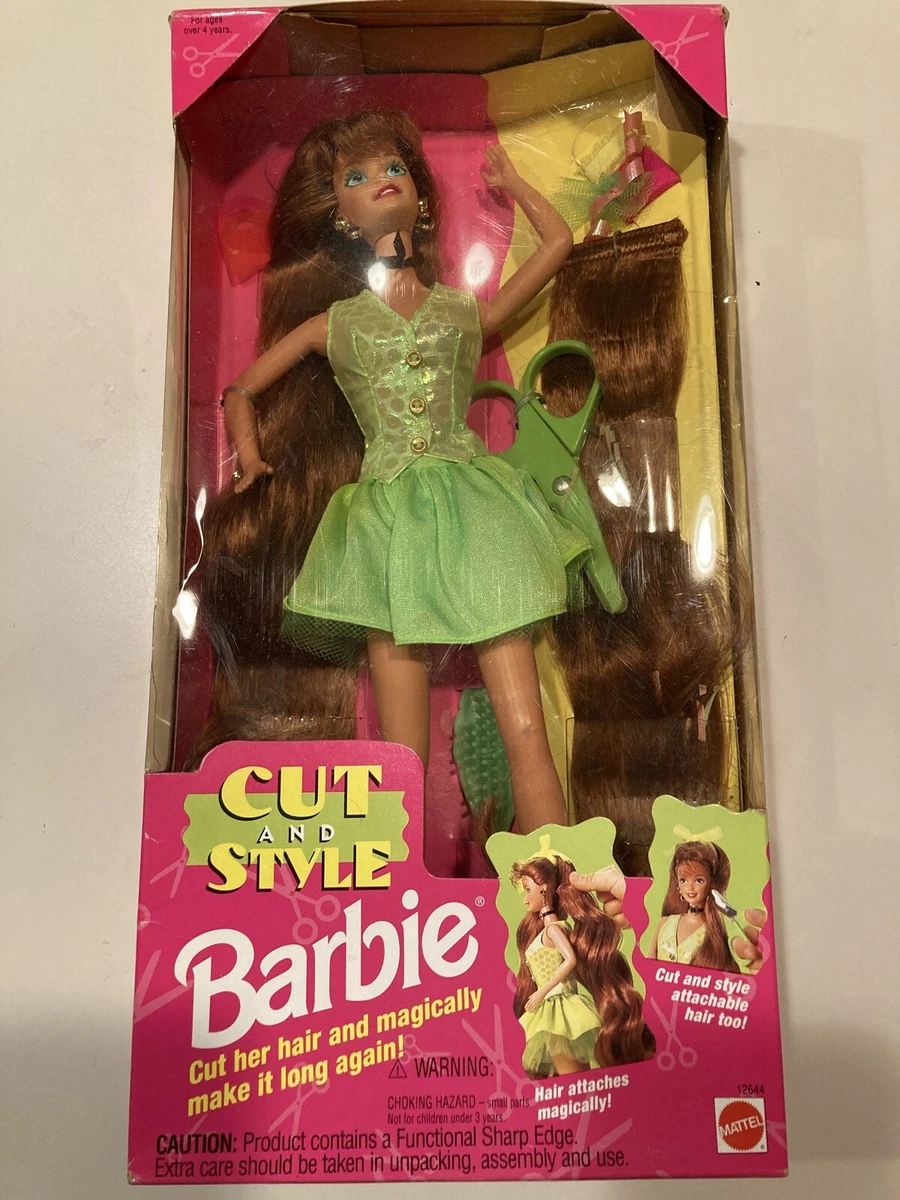 For ages
over 4 years.
CUT
AND
STYLE
Barbie®
Cut her hair and magically
make it long again!
Cut and style
attachable
hair too!
Hair attaches
magically!
⚠ WARNING:
CHOKING HAZARD – small parts
Not for children under 3 years.
12644
MATTEL®
CAUTION: Product contains a Functional Sharp Edge.
Extra care should be taken in unpacking, assembly and use.